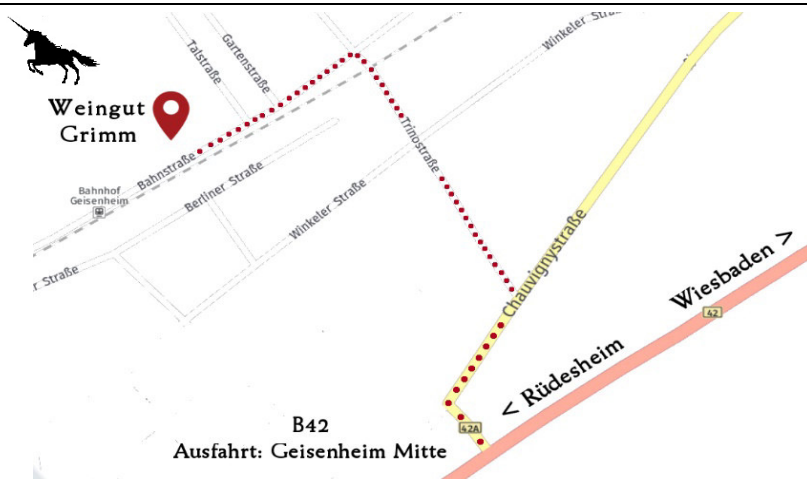 Talstraße
Gartenstraße
Winkeler Straß
Weingut
Grimm
Trinostraße
Bahnstraße
Bahnhof
Geisenheim
Berliner Straße
Winkeler Straße
r Straße
Chauvignystraße
Wiesbaden >
42
< Rüdesheim
B42
42A
Ausfahrt: Geisenheim Mitte